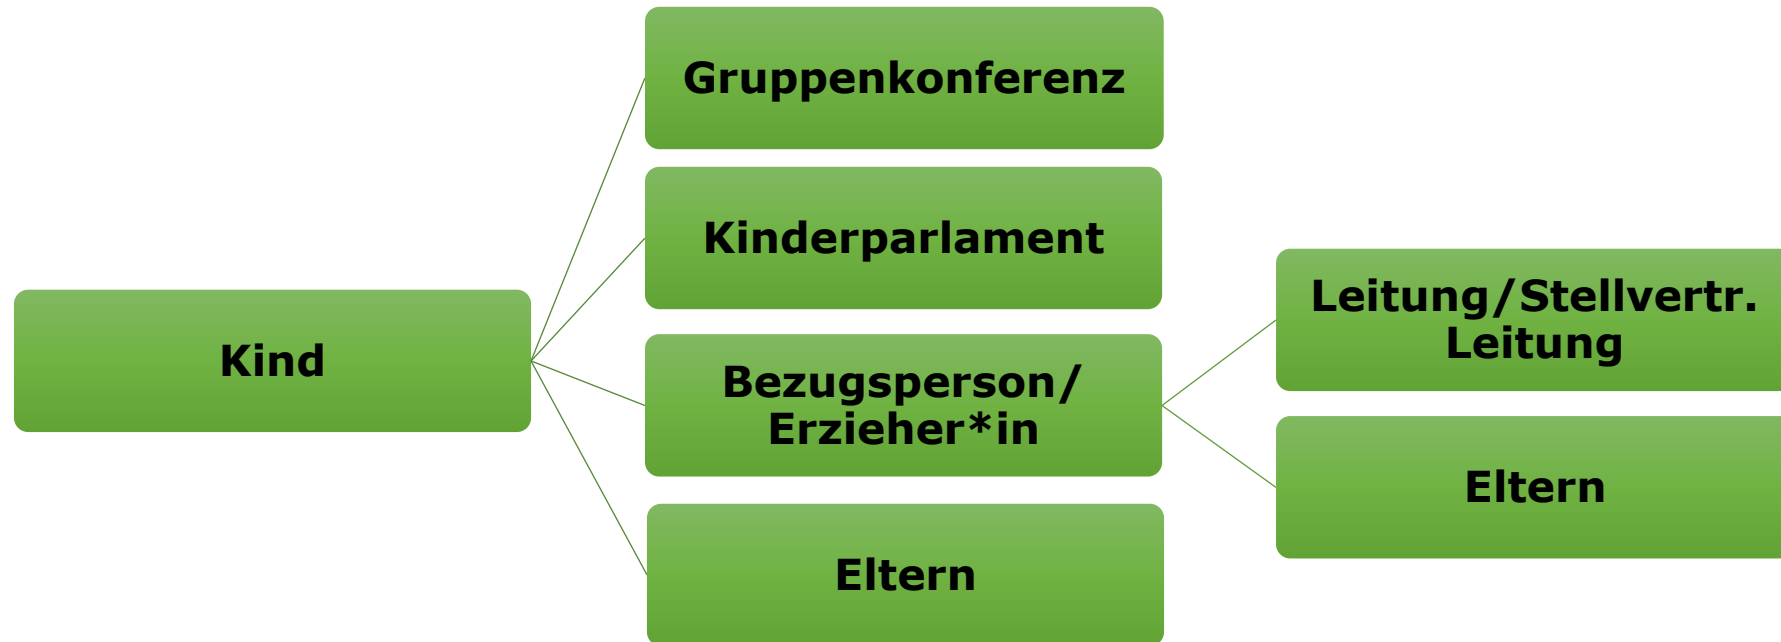 Gruppenkonferenz
Kinderparlament
Kind
Bezugsperson/
Erzieher*in
Eltern
Leitung/Stellvertr.
Leitung
Eltern